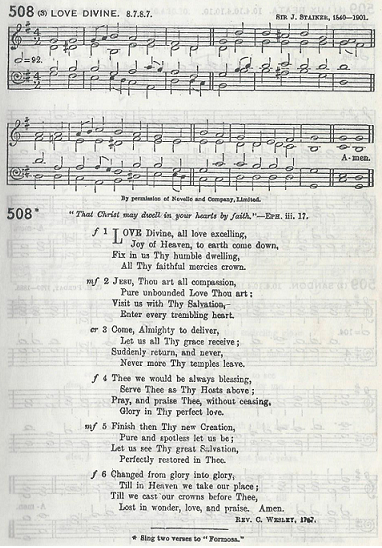 508 (3) LOVE DIVINE. 8.7.8.7. SIR J. STAINER, 1840–1901.
=92.
A-men.
By permission of Novello and Company, Limited.
508* "That Christ may dwell in your hearts by faith."—EPH. iii. 17.
f 1 LOVE Divine, all love excelling,
Joy of Heaven, to earth come down,
Fix in us Thy humble dwelling,
All Thy faithful mercies crown.
mf 2 JESU, Thou art all compassion,
Pure unbounded Love Thou art;
Visit us with Thy Salvation,
Enter every trembling heart.
cr 3 Come, Almighty to deliver,
Let us all Thy grace receive;
Suddenly return, and never,
Never more Thy temples leave.
f 4 Thee we would be always blessing,
Serve Thee as Thy Hosts above;
Pray, and praise Thee, without ceasing,
Glory in Thy perfect love.
mf 5 Finish then Thy new Creation,
Pure and spotless let us be;
Let us see Thy great Salvation,
Perfectly restored in Thee.
f 6 Changed from glory into glory,
Till in Heaven we take our place;
Till we cast our crowns before Thee,
Lost in wonder, love, and praise. Amen.
REV. C. WESLEY, 1747.
* Sing two verses to "Formosa."